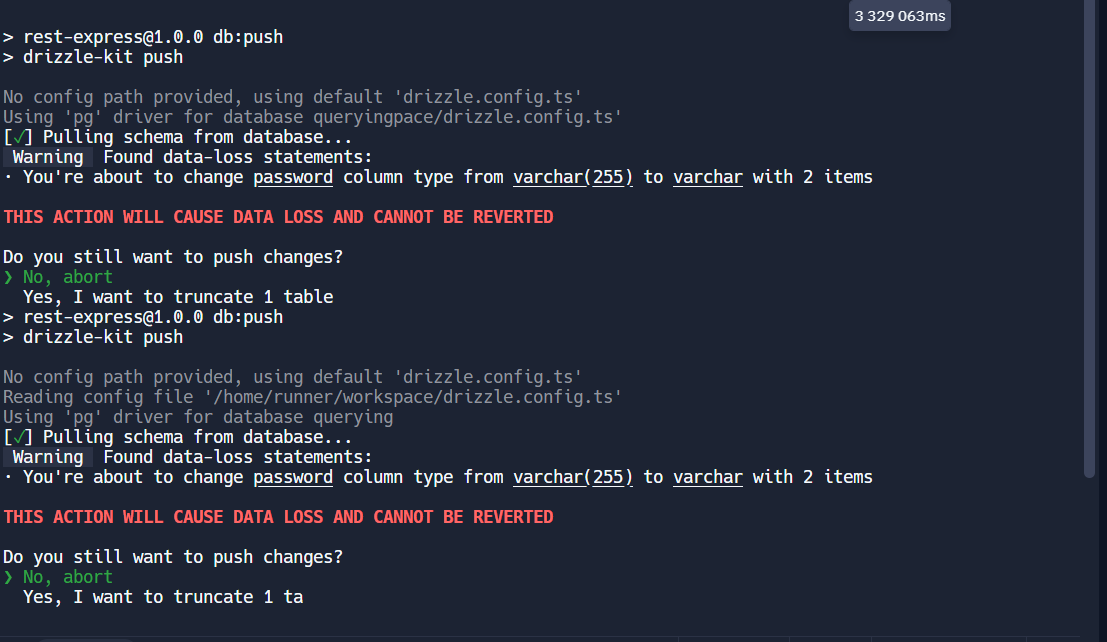 3 329 063ms
> rest-express@1.0.0 db:push
> drizzle-kit push
No config path provided, using default 'drizzle.config.ts'
Using 'pg' driver for database queryingpace/drizzle.config.ts'
[✓] Pulling schema from database...
Warning Found data-loss statements:
· You're about to change password column type from varchar(255) to varchar with 2 items
THIS ACTION WILL CAUSE DATA LOSS AND CANNOT BE REVERTED
Do you still want to push changes?
❯ No, abort
Yes, I want to truncate 1 table
> rest-express@1.0.0 db:push
> drizzle-kit push
No config path provided, using default 'drizzle.config.ts'
Reading config file '/home/runner/workspace/drizzle.config.ts'
Using 'pg' driver for database querying
[✓] Pulling schema from database...
Warning Found data-loss statements:
· You're about to change password column type from varchar(255) to varchar with 2 items
THIS ACTION WILL CAUSE DATA LOSS AND CANNOT BE REVERTED
Do you still want to push changes?
❯ No, abort
Yes, I want to truncate 1 ta